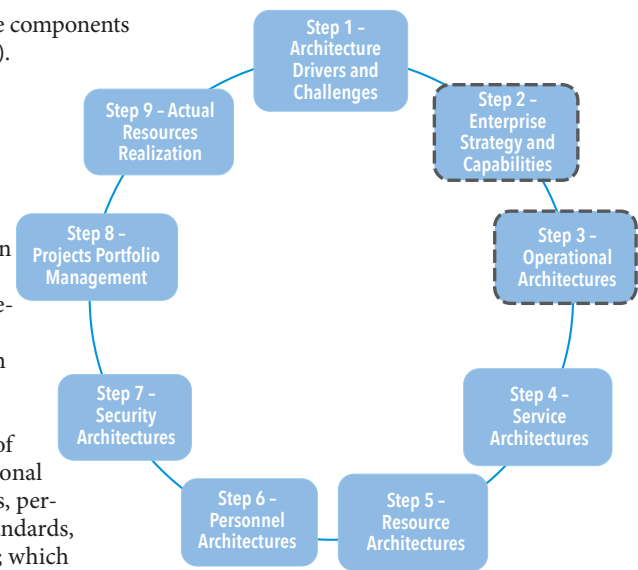 e components
).
n
e-
n
of
onal
s, per-
ndards,
; which
Step 1 –
Architecture
Drivers and
Challenges
Step 2 –
Enterprise
Strategy and
Capabilities
Step 3 –
Operational
Architectures
Step 4 –
Service
Architectures
Step 5 –
Resource
Architectures
Step 6 –
Personnel
Architectures
Step 7 –
Security
Architectures
Step 8 –
Projects Portfolio
Management
Step 9 – Actual
Resources
Realization